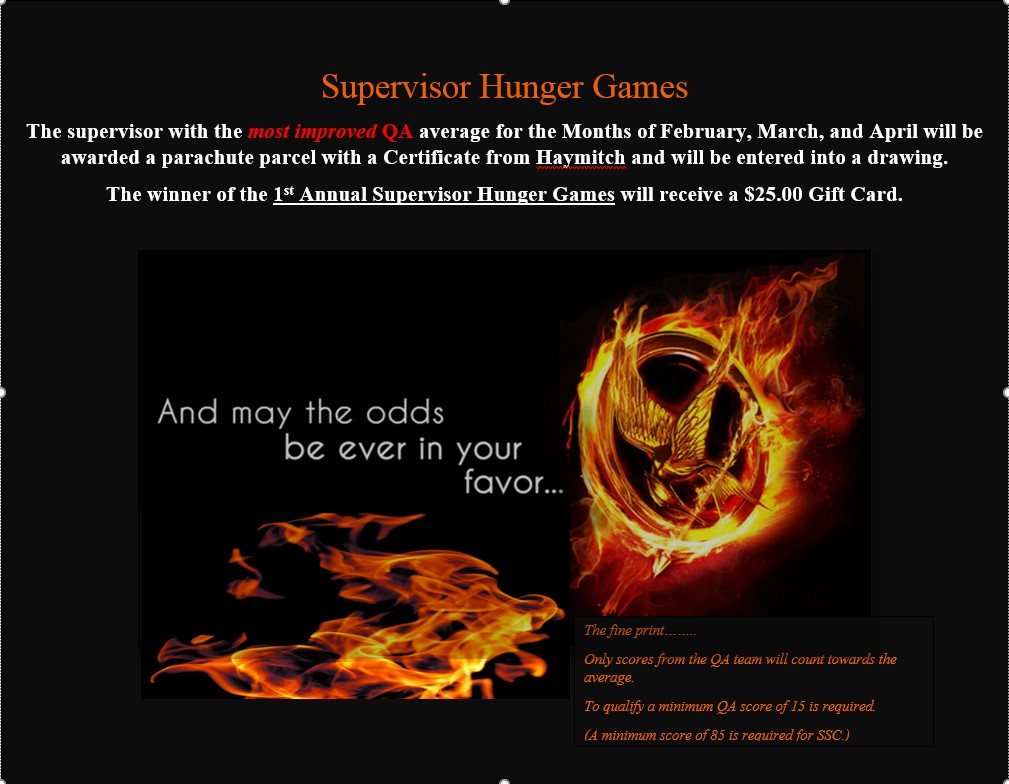 Supervisor Hunger Games
The supervisor with the most improved QA average for the Months of February, March, and April will be
awarded a parachute parcel with a Certificate from Haymitch and will be entered into a drawing.
The winner of the 1st Annual Supervisor Hunger Games will receive a $25.00 Gift Card.
And may the odds
be ever in your
favor...
The fine print........
Only scores from the QA team will count towards the
average.
To qualify a minimum QA score of 15 is required.
(A minimum score of 85 is required for SSC.)